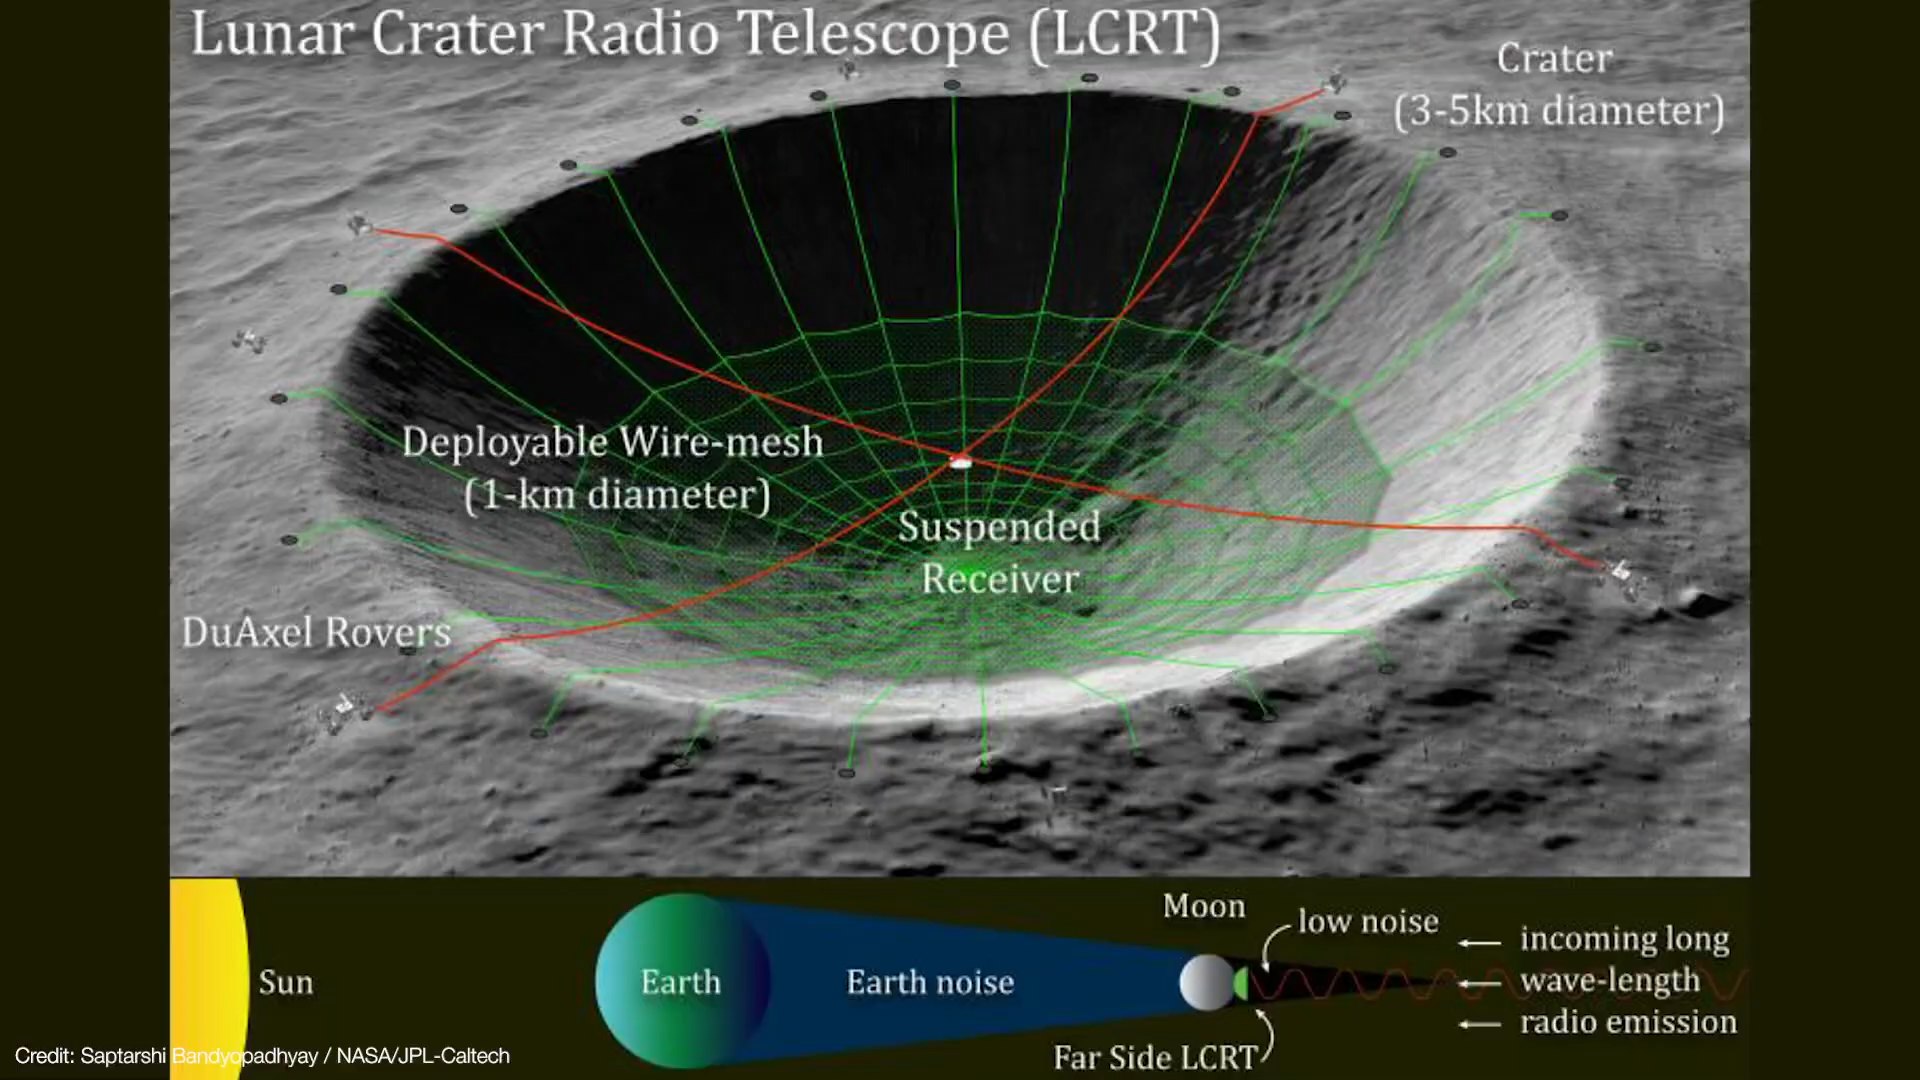 Lunar Crater Radio Telescope (LCRT)
Crater
(3-5km diameter)
Deployable Wire-mesh
(1-km diameter)
Suspended
Receiver
DuAxel Rovers
Moon
low noise
incoming long
wave-length
radio emission
Sun
Earth
Earth noise
Far Side LCRT
Credit: Saptarshi Bandyopadhyay / NASA/JPL-Caltech